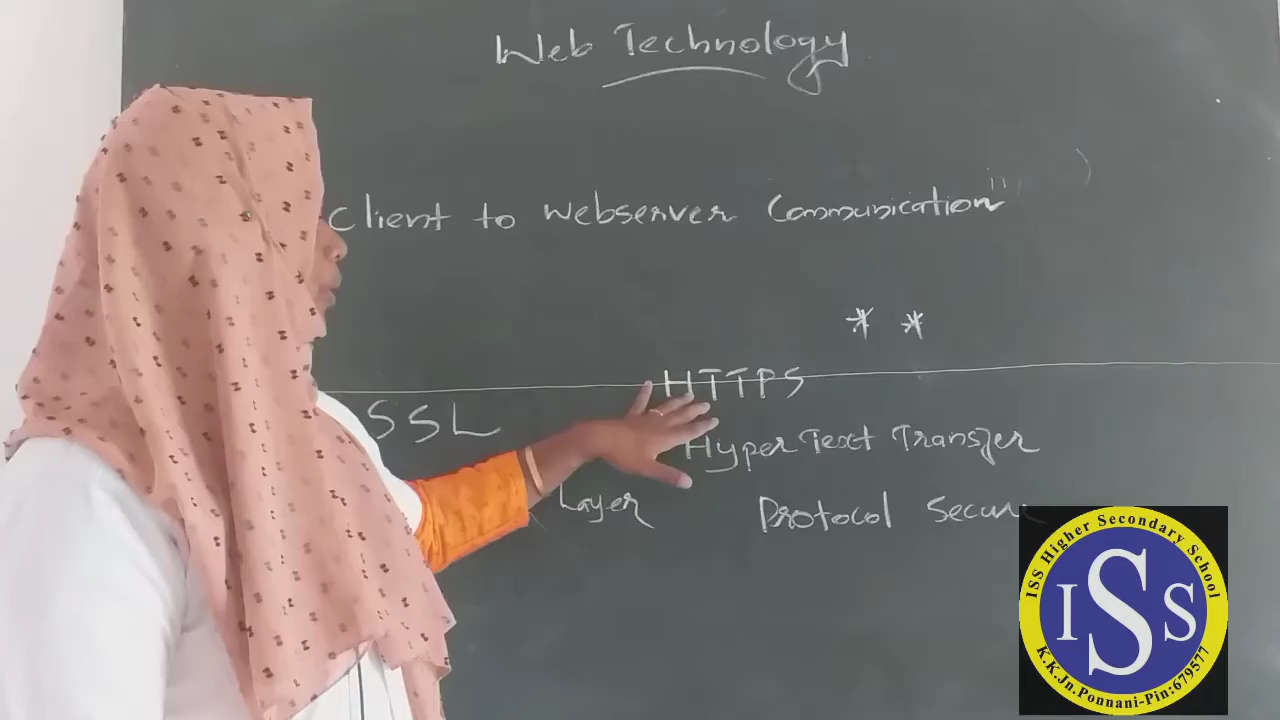 Web Technology
Client to Webserver Communication"
* *
HTTPS
SSL
Hyper Text Transfer
Layer
Protocol Secure
ISS Higher Secondary School
ISS
K.K.Jn.Ponnani-Pin:679577